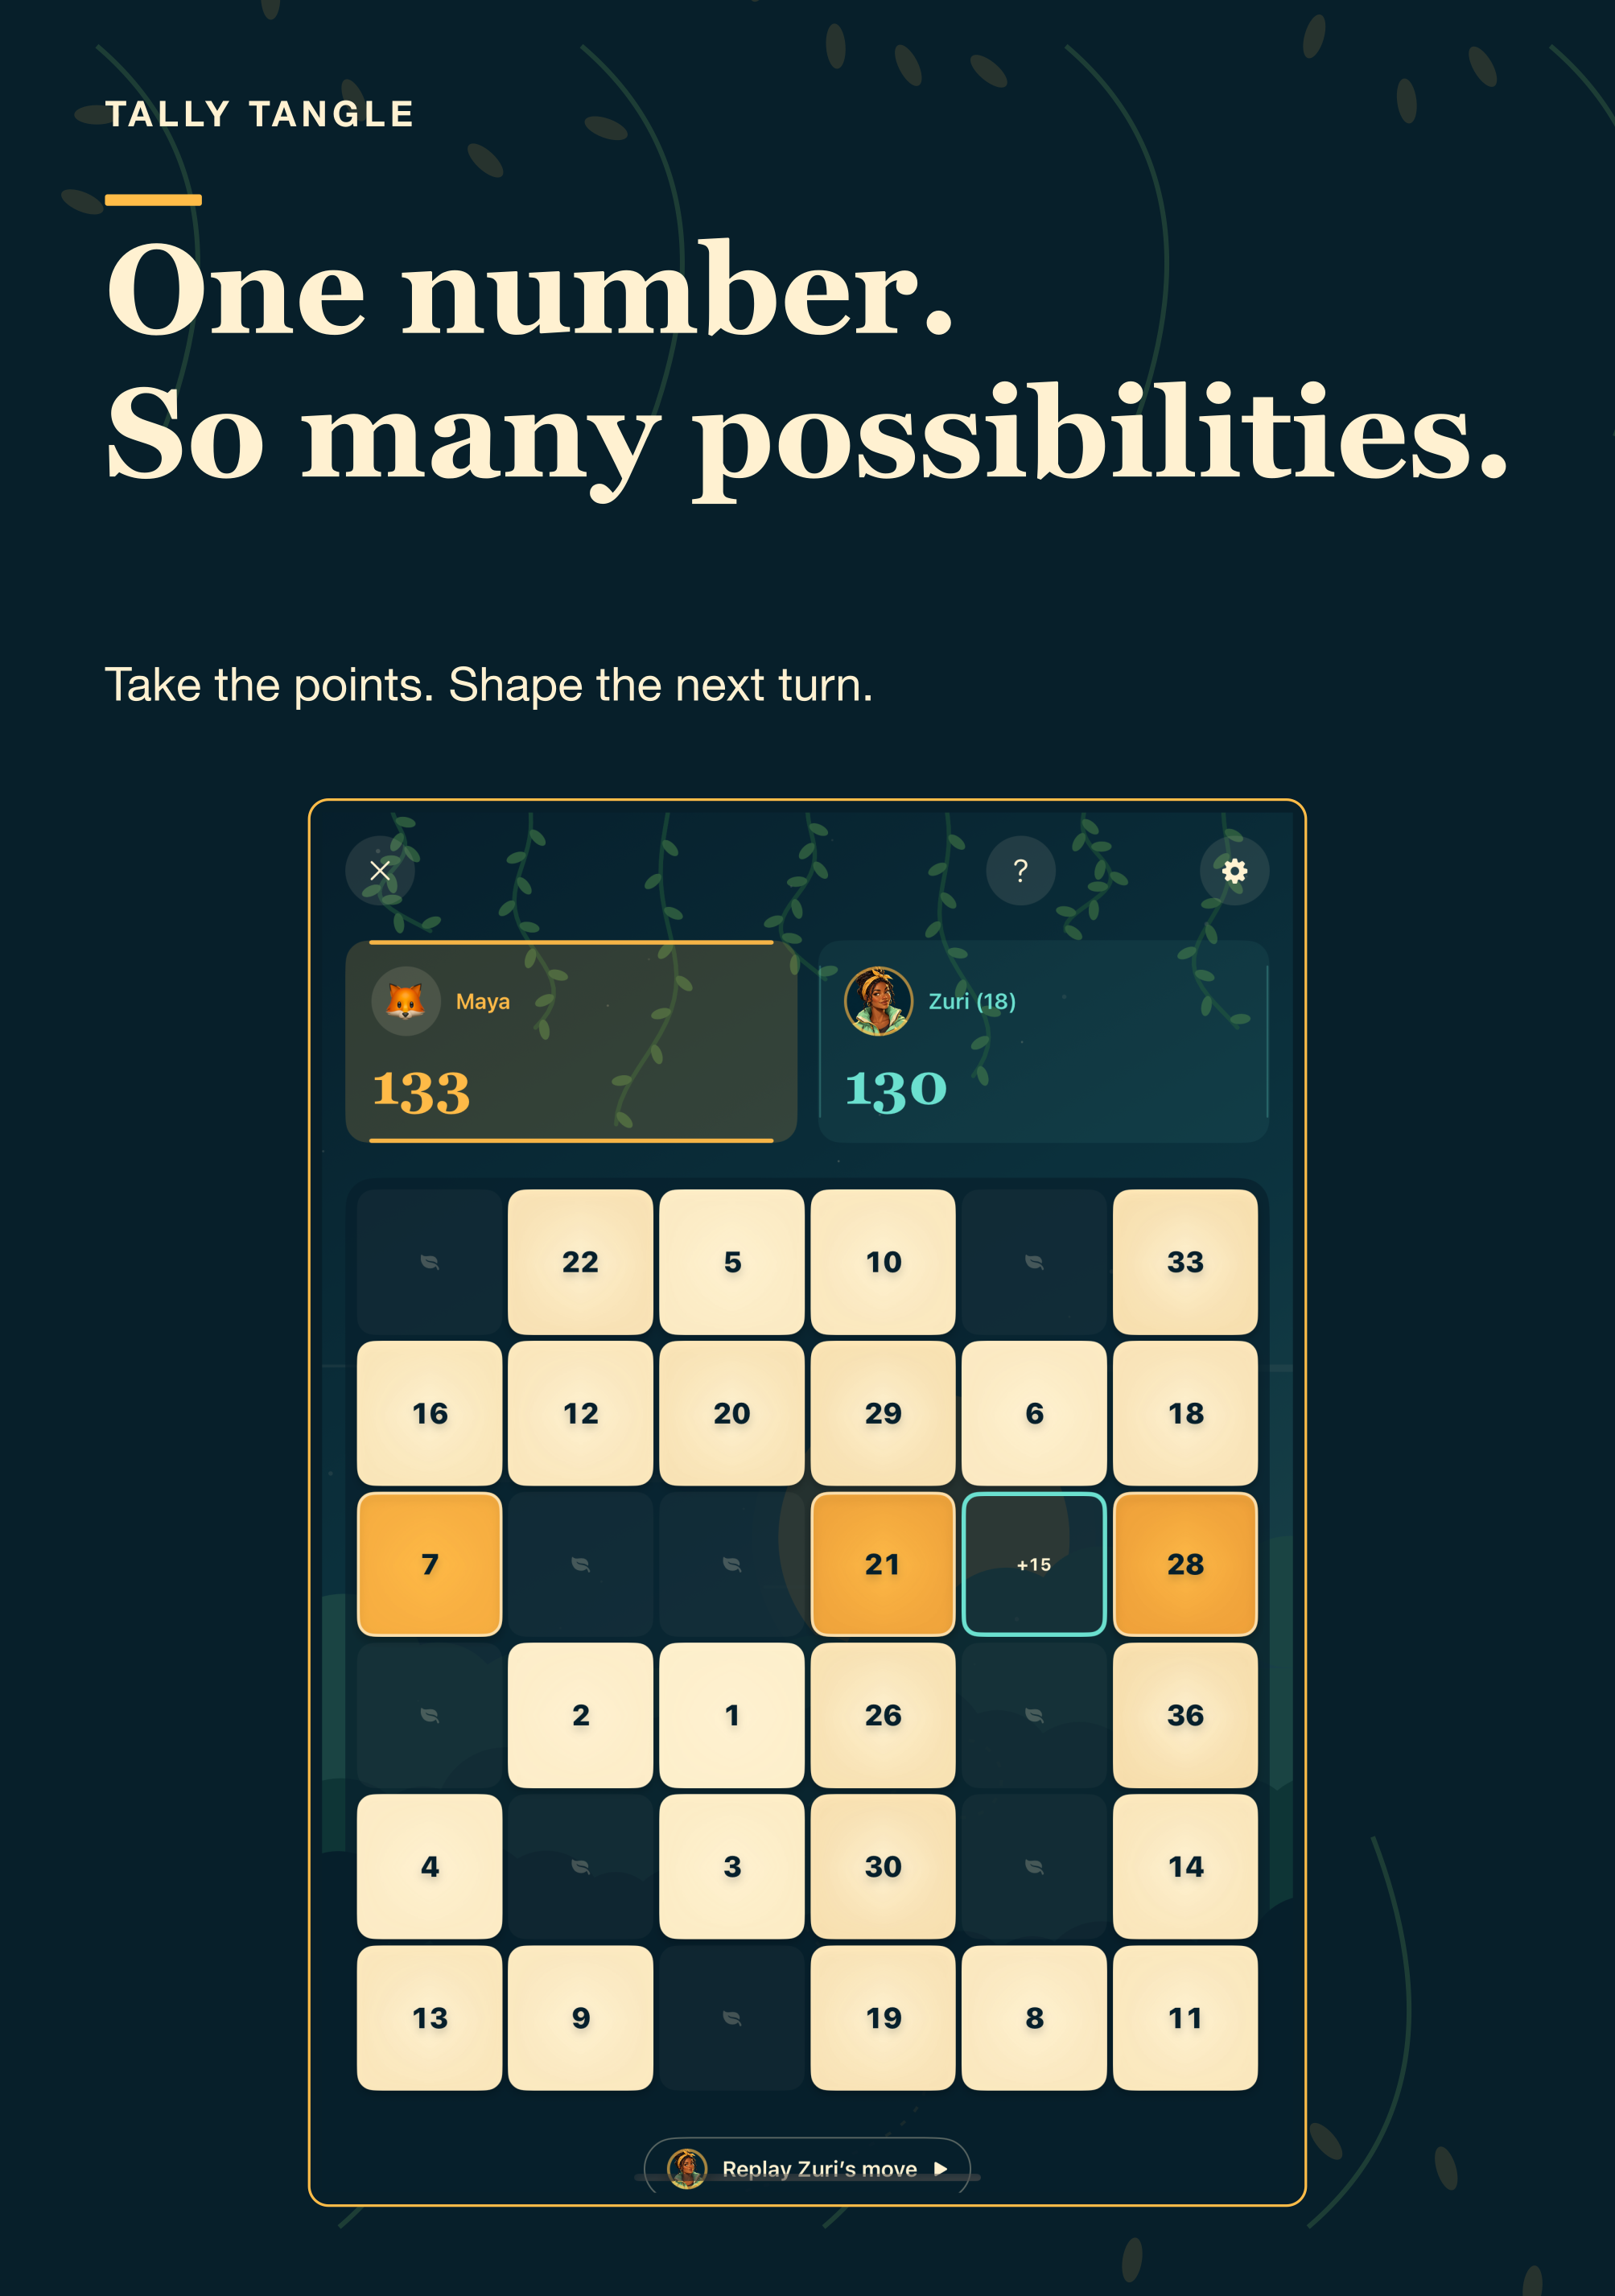 TALLY TANGLE
One number.
So many possibilities.
Take the points. Shape the next turn.
?
Maya
Zuri (18)
133
130
22 5 10 33
16 12 20 29 6 18
7 21 +15 28
2 1 26 36
4 3 30 14
13 9 19 8 11
Replay Zuri's move